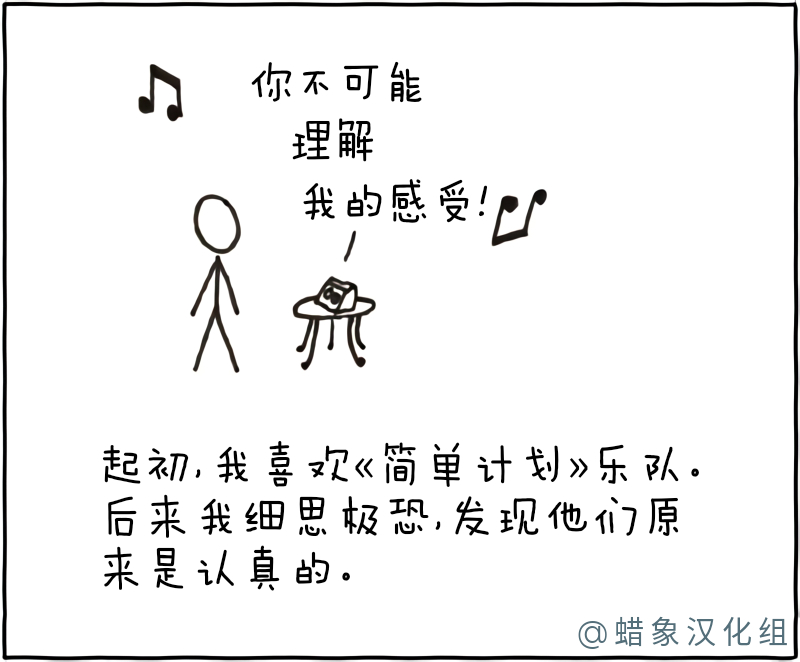 你不可能
理解
我的感受!
起初,我喜欢《简单计划》乐队。
后来我细思极恐,发现他们原
来是认真的。
@蜡象汉化组